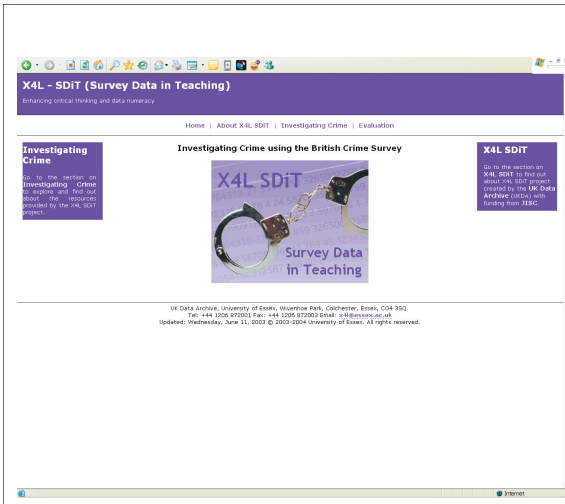 X4L - SDiT (Survey Data in Teaching)
Enhancing critical thinking and data numeracy
Home | About X4L SDIT | Investigating Crime | Evaluation
Investigating
Crime
Go to the section on
Investigating Crime
to explore and find out
about the resources
provided by the X4L SDiT
project.
Investigating Crime using the British Crime Survey
X4L SDiT
Survey Data
in Teaching
X4L SDiT
Go to the section on
X4L SDIT to find out
about X4L SDIT project
created by the UK Data
Archive (UKDA) with
funding from JISC.
UK Data Archive, University of Essex, Wivenhoe Park, Colchester, Essex, CO4 3SQ.
Tel: +44 1206 872001 Fax: +44 1206 872003 Email: x4l@essex.ac.uk
Updated: Wednesday, June 11, 2003 © 2003-2004 University of Essex. All rights reserved.
Internet